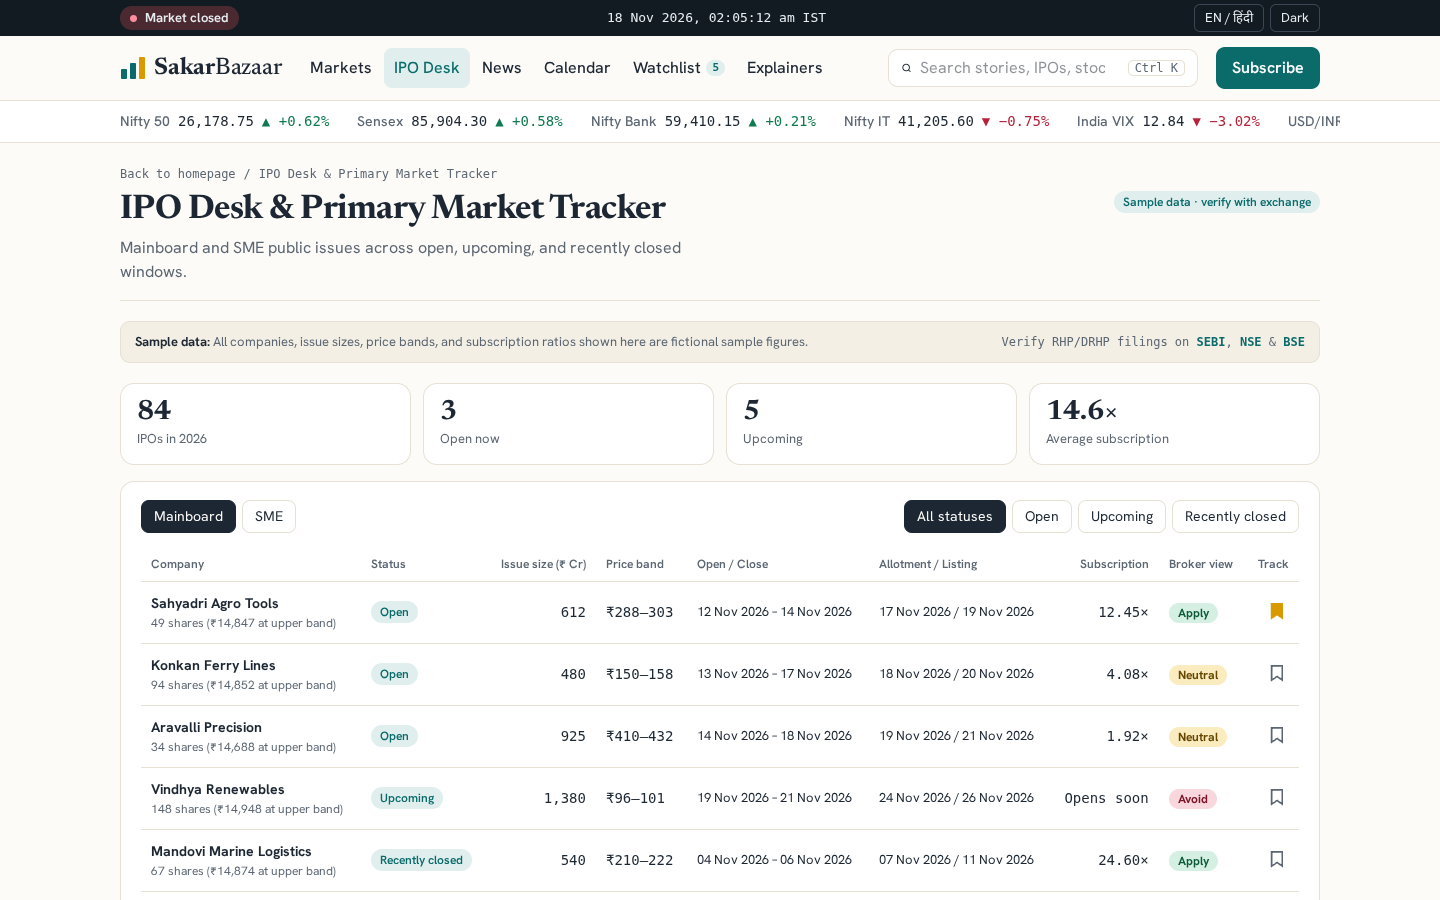 Market closed
18 Nov 2026, 02:05:12 am IST
EN / हिंदी
Dark
SakarBazaar
Markets
IPO Desk
News
Calendar
Watchlist 5
Explainers
Search stories, IPOs, stoc
Ctrl K
Subscribe
Nifty 50 26,178.75 ▲ +0.62%
Sensex 85,904.30 ▲ +0.58%
Nifty Bank 59,410.15 ▲ +0.21%
Nifty IT 41,205.60 ▼ −0.75%
India VIX 12.84 ▼ −3.02%
USD/INR
Back to homepage / IPO Desk & Primary Market Tracker
IPO Desk & Primary Market Tracker
Sample data · verify with exchange
Mainboard and SME public issues across open, upcoming, and recently closed
windows.
Sample data: All companies, issue sizes, price bands, and subscription ratios shown here are fictional sample figures.
Verify RHP/DRHP filings on SEBI, NSE & BSE
84
IPOs in 2026
3
Open now
5
Upcoming
14.6×
Average subscription
Mainboard
SME
All statuses
Open
Upcoming
Recently closed
Company Status Issue size (₹ Cr) Price band Open / Close Allotment / Listing Subscription Broker view Track
Sahyadri Agro Tools
49 shares (₹14,847 at upper band)
Open 612 ₹288–303 12 Nov 2026 – 14 Nov 2026 17 Nov 2026 / 19 Nov 2026 12.45× Apply
Konkan Ferry Lines
94 shares (₹14,852 at upper band)
Open 480 ₹150–158 13 Nov 2026 – 17 Nov 2026 18 Nov 2026 / 20 Nov 2026 4.08× Neutral
Aravalli Precision
34 shares (₹14,688 at upper band)
Open 925 ₹410–432 14 Nov 2026 – 18 Nov 2026 19 Nov 2026 / 21 Nov 2026 1.92× Neutral
Vindhya Renewables
148 shares (₹14,948 at upper band)
Upcoming 1,380 ₹96–101 19 Nov 2026 – 21 Nov 2026 24 Nov 2026 / 26 Nov 2026 Opens soon Avoid
Mandovi Marine Logistics
67 shares (₹14,874 at upper band)
Recently closed 540 ₹210–222 04 Nov 2026 – 06 Nov 2026 07 Nov 2026 / 11 Nov 2026 24.60× Apply